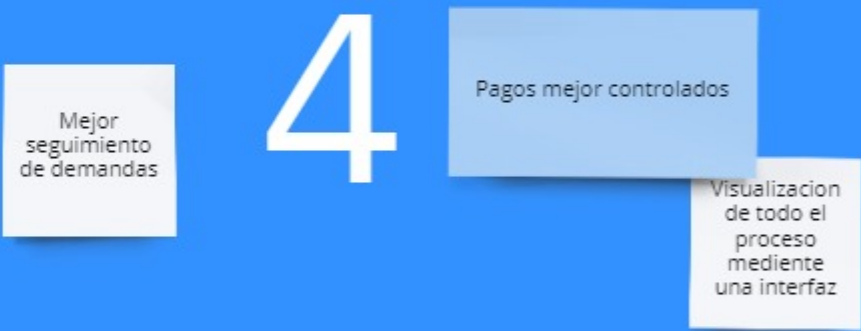 Mejor
seguimiento
de demandas
4
Pagos mejor controlados
Visualizacion
de todo el
proceso
mediente
una interfaz